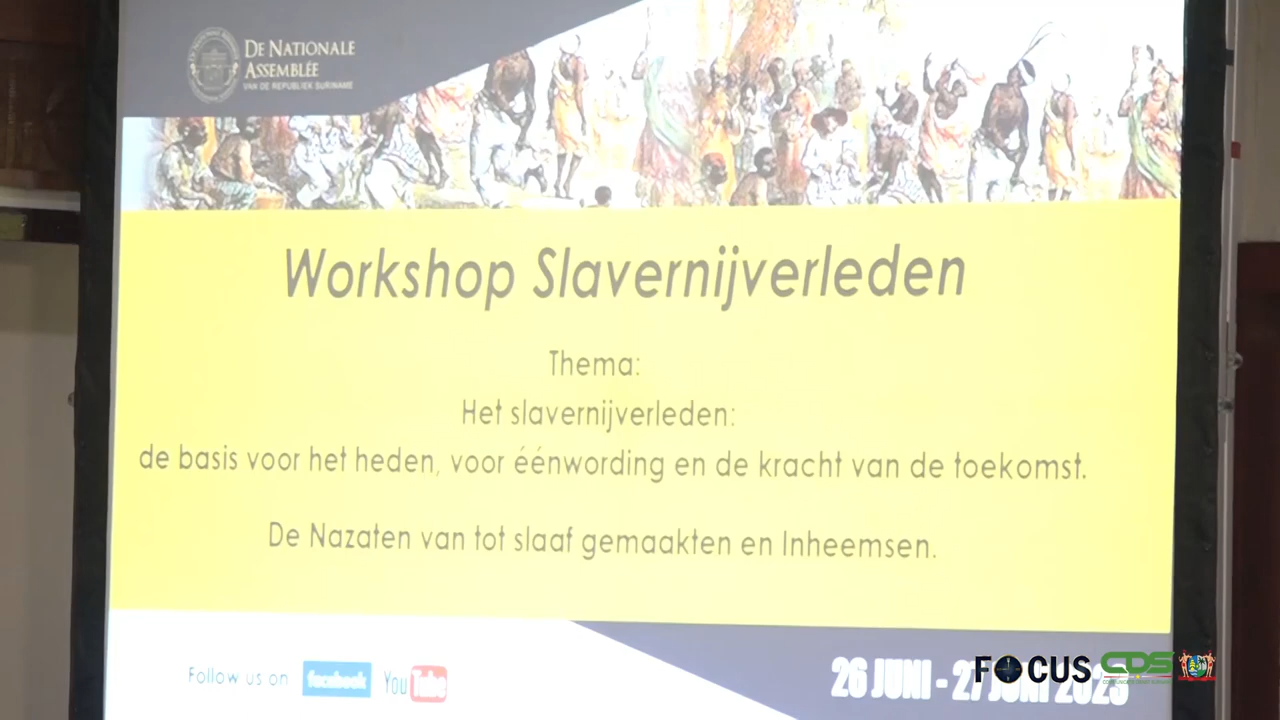 DE NATIONALE
ASSEMBLÉE
VAN DE REPUBLIEK SURINAME
Workshop Slavernijverleden
Thema:
Het slavernijverleden:
de basis voor het heden, voor éénwording en de kracht van de toekomst.
De Nazaten van tot slaaf gemaakten en Inheemsen.
Follow us on facebook YouTube
26 JUNI - 27 JUNI 2023
FOCUS CDS